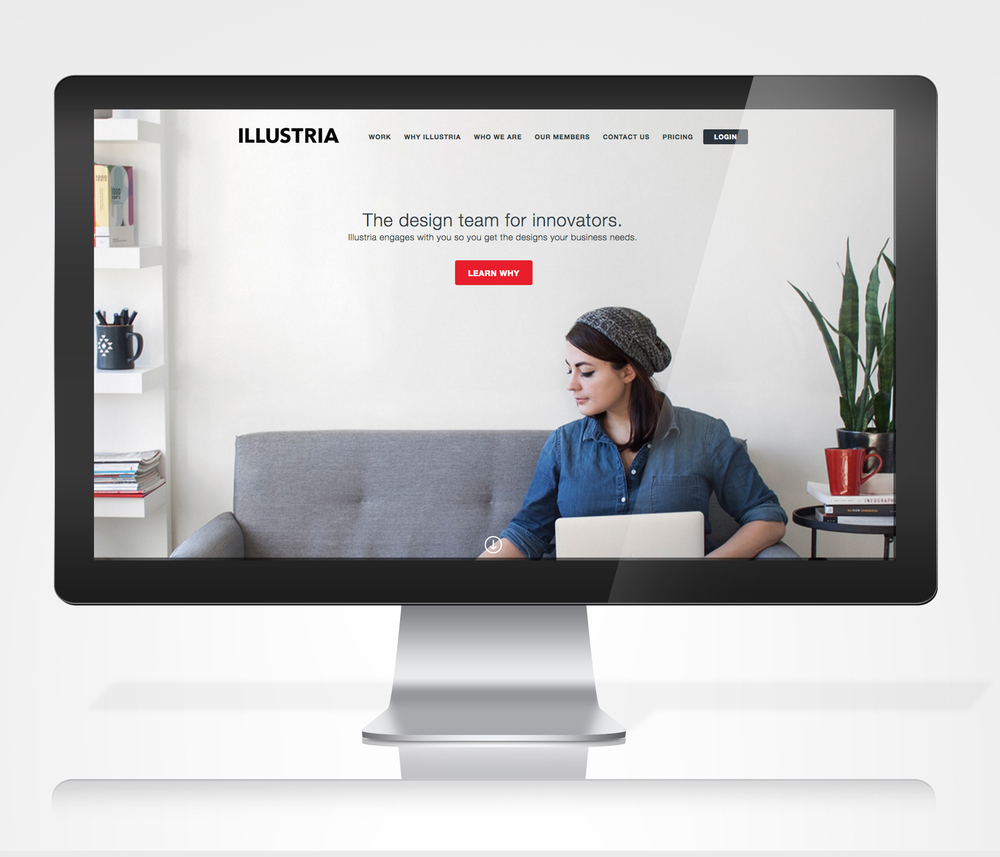 ILLUSTRIA
WORK
WHY ILLUSTRIA
WHO WE ARE
OUR MEMBERS
CONTACT US
PRICING
LOGIN
The design team for innovators.
Illustria engages with you so you get the designs your business needs.
LEARN WHY